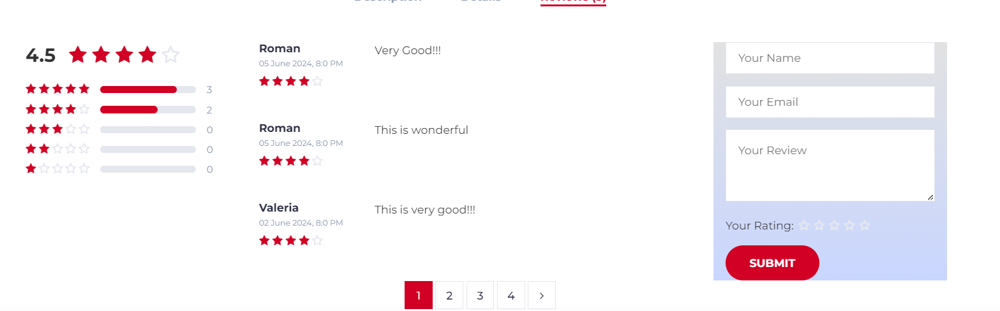 Description Details Reviews (3)
4.5
3
2
0
0
0
Roman
05 June 2024, 8:0 PM
Very Good!!!
Roman
05 June 2024, 8:0 PM
This is wonderful
Valeria
02 June 2024, 8:0 PM
This is very good!!!
1 2 3 4
Your Name
Your Email
Your Review
Your Rating:
SUBMIT